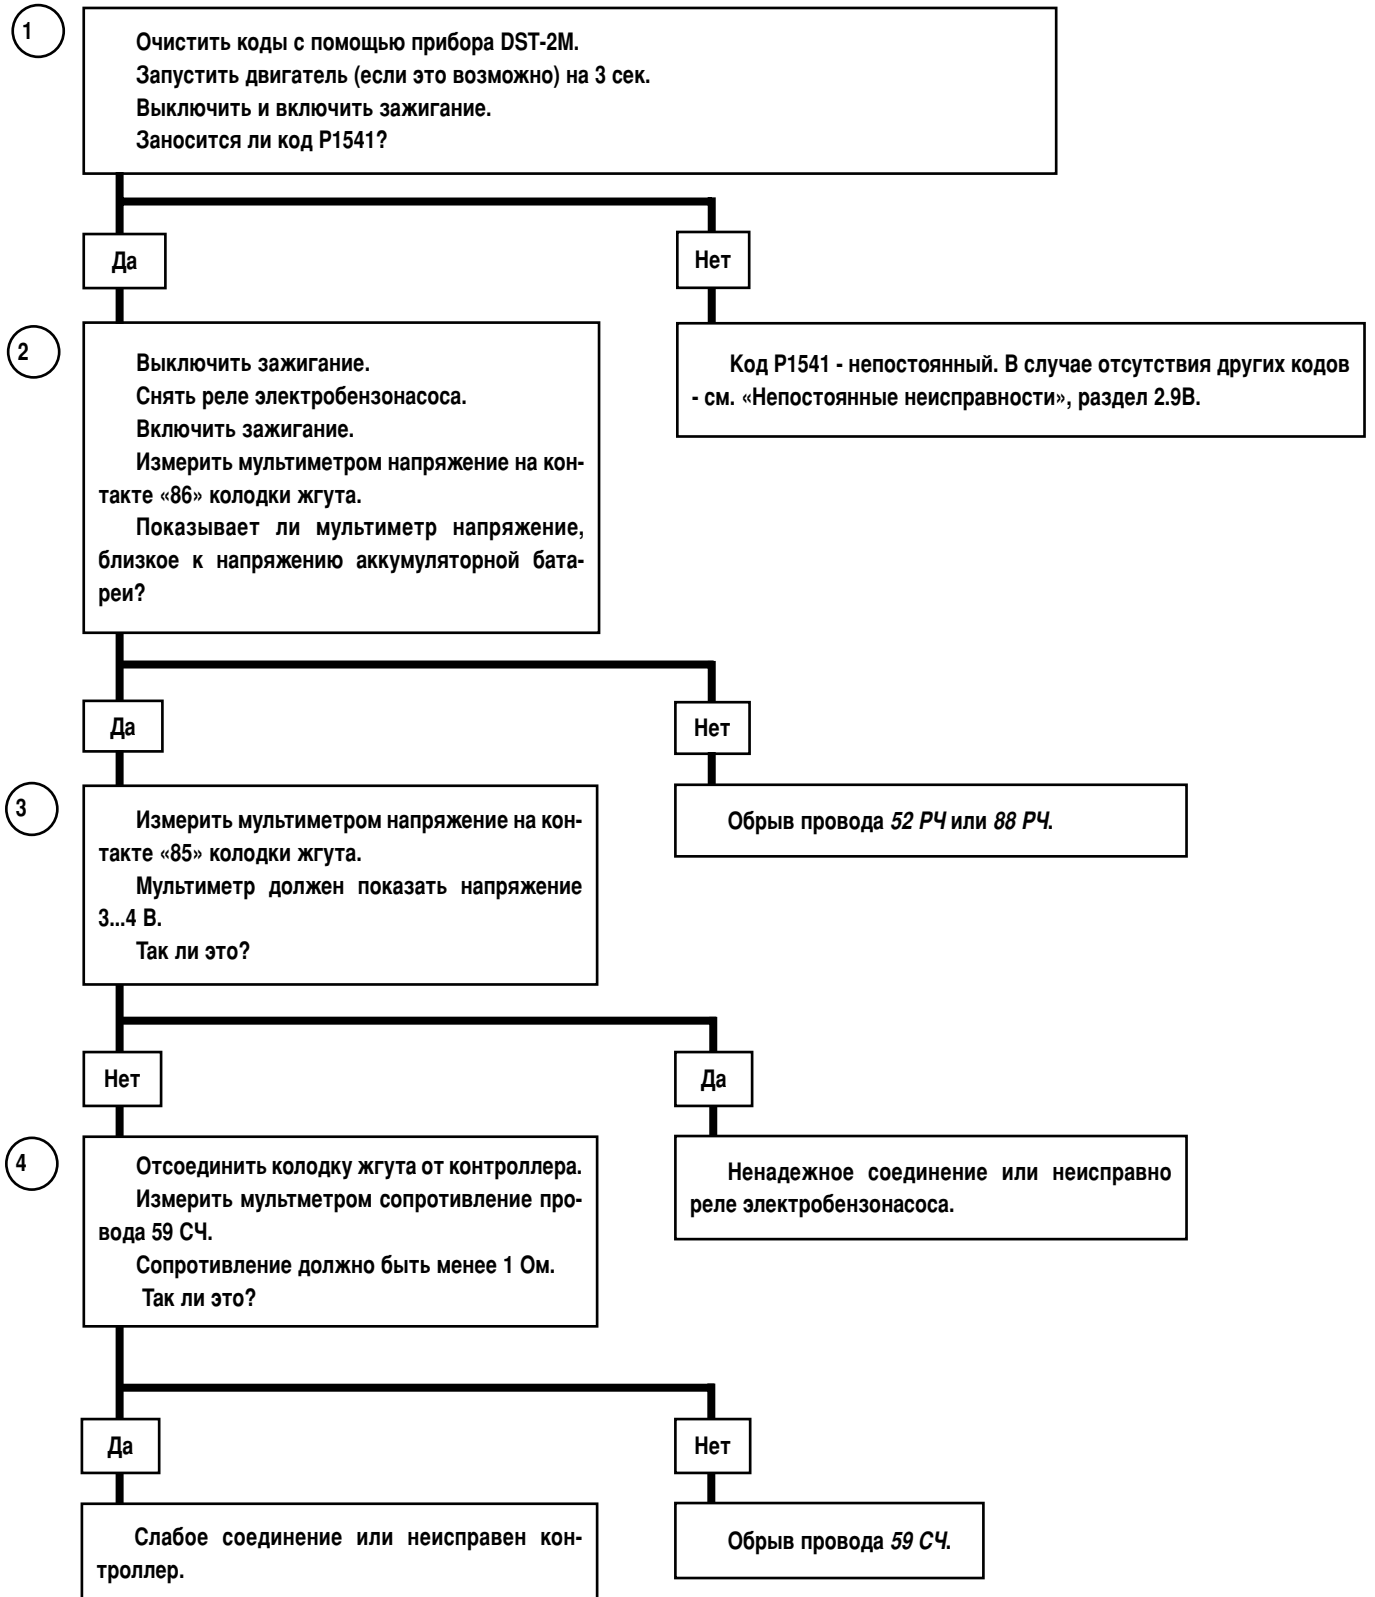 1
Очистить коды с помощью прибора DST-2M.
Запустить двигатель (если это возможно) на 3 сек.
Выключить и включить зажигание.
Заносится ли код P1541?
Да
Нет
2
Выключить зажигание.
Снять реле электробензонасоса.
Включить зажигание.
Измерить мультиметром напряжение на кон-
такте «86» колодки жгута.
Показывает ли мультиметр напряжение,
близкое к напряжению аккумуляторной бата-
реи?
Код P1541 - непостоянный. В случае отсутствия других кодов
- см. «Непостоянные неисправности», раздел 2.9В.
Да
Нет
3
Измерить мультиметром напряжение на кон-
такте «85» колодки жгута.
Мультиметр должен показать напряжение
3...4 В.
Так ли это?
Обрыв провода 52 РЧ или 88 РЧ.
Нет
Да
4
Отсоединить колодку жгута от контроллера.
Измерить мультметром сопротивление про-
вода 59 СЧ.
Сопротивление должно быть менее 1 Ом.
Так ли это?
Ненадежное соединение или неисправно
реле электробензонасоса.
Да
Нет
Слабое соединение или неисправен кон-
троллер.
Обрыв провода 59 СЧ.